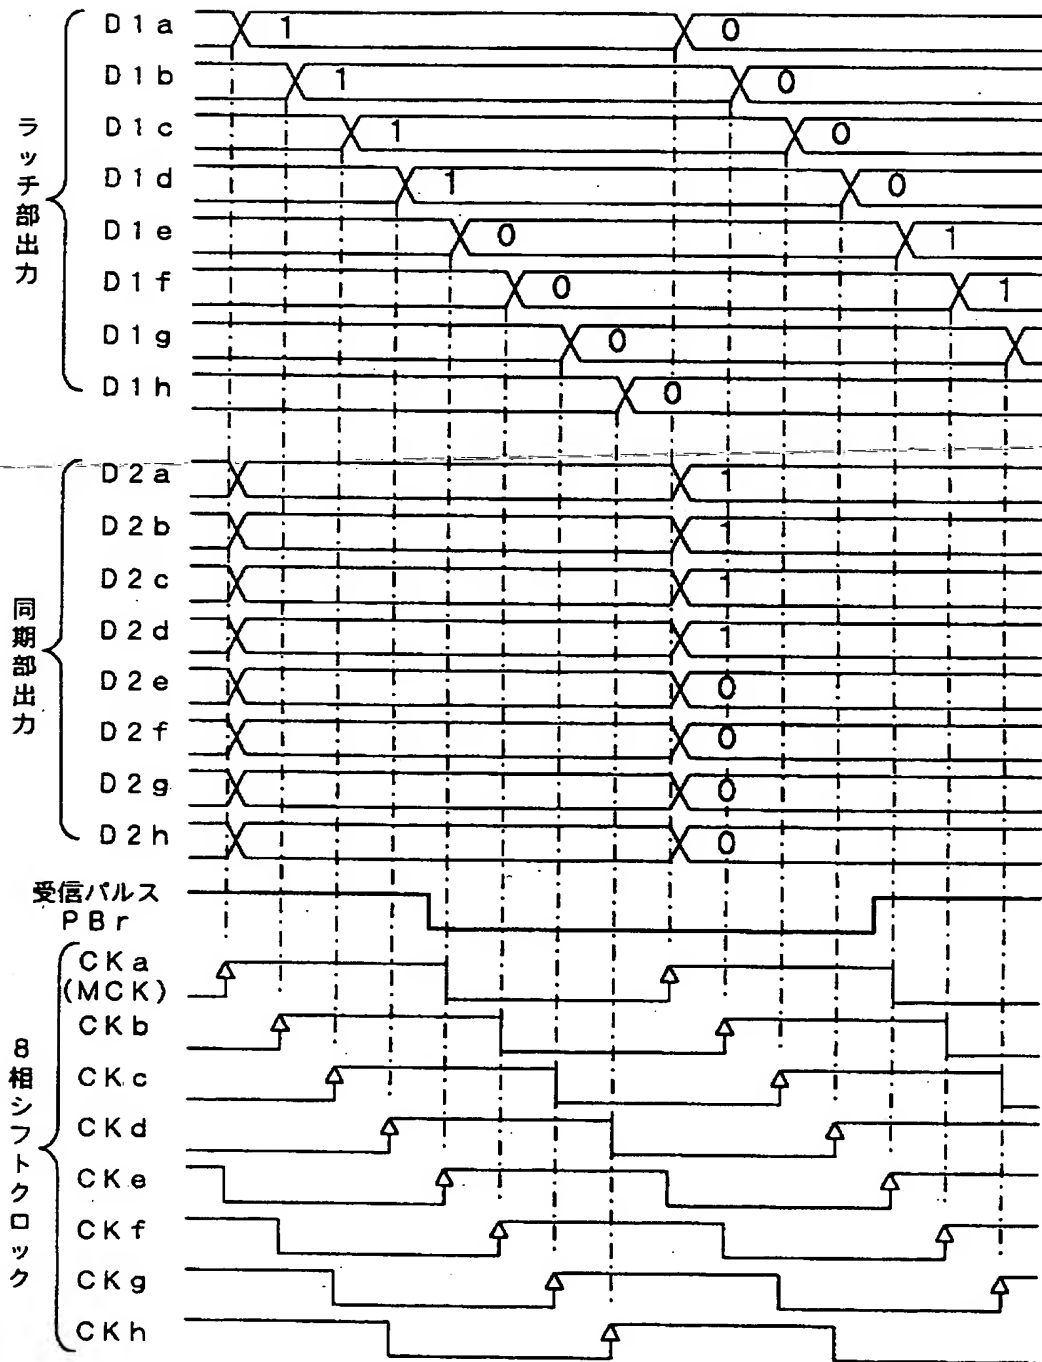 ラッチ部出力
D1a 1 0
D1b 1 0
D1c 1 0
D1d 1 0
D1e 0 1
D1f 0 1
D1g 0
D1h 0
同期部出力
D2a 1
D2b 1
D2c 1
D2d 1
D2e 0
D2f 0
D2g 0
D2h 0
受信パルス
PBr
8相シフトクロック
CKa
(MCK)
CKb
CKc
CKd
CKe
CKf
CKg
CKh